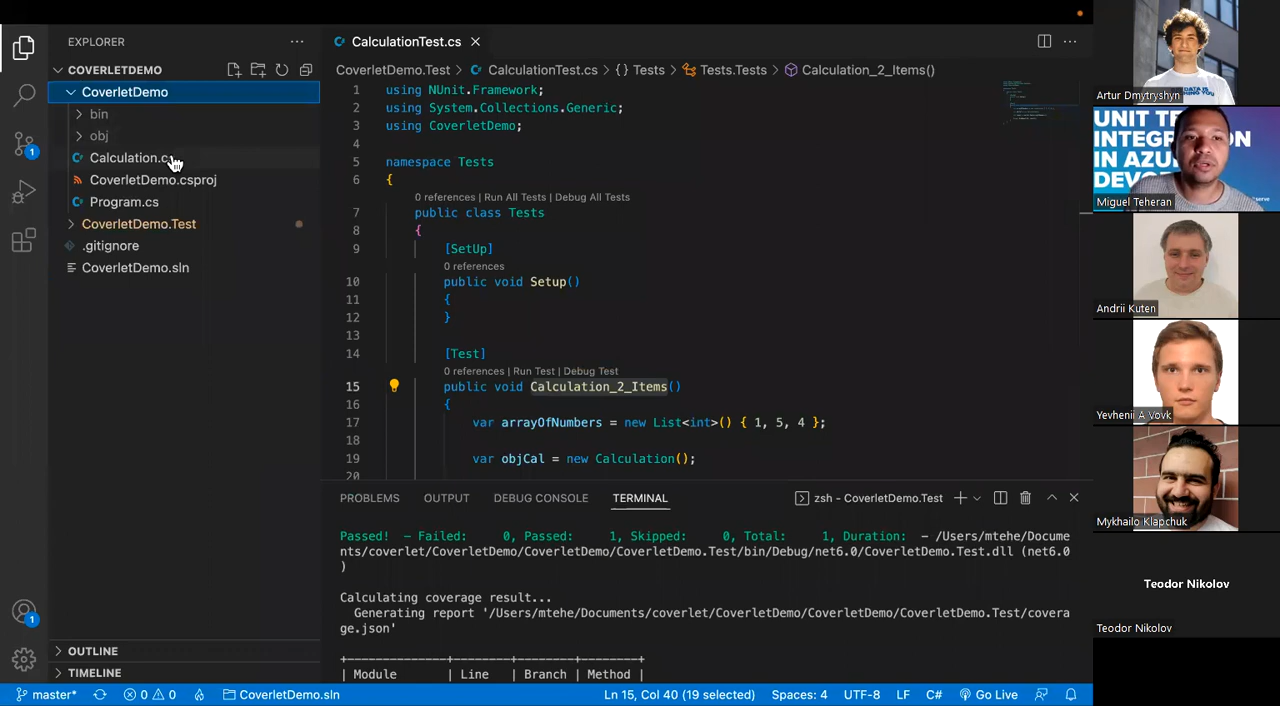 EXPLORER
COVERLETDEMO
CoverletDemo
bin
obj
Calculation.cs
CoverletDemo.csproj
Program.cs
CoverletDemo.Test
.gitignore
CoverletDemo.sln
OUTLINE
TIMELINE
1
1
CalculationTest.cs
CoverletDemo.Test > CalculationTest.cs > {} Tests > Tests.Tests > Calculation_2_Items()
1 using NUnit.Framework;
2 using System.Collections.Generic;
3 using CoverletDemo;
4
5 namespace Tests
6 {
0 references | Run All Tests | Debug All Tests
7 public class Tests
8 {
9 [SetUp]
0 references
10 public void Setup()
11 {
12 }
13
14 [Test]
0 references | Run Test | Debug Test
15 public void Calculation_2_Items()
16 {
17 var arrayOfNumbers = new List<int>() { 1, 5, 4 };
18
19 var objCal = new Calculation();
20
PROBLEMS OUTPUT DEBUG CONSOLE TERMINAL zsh - CoverletDemo.Test
Passed! - Failed: 0, Passed: 1, Skipped: 0, Total: 1, Duration: - /Users/mtehe/Docume
nts/coverlet/CoverletDemo/CoverletDemo/CoverletDemo.Test/bin/Debug/net6.0/CoverletDemo.Test.dll (net6.0
)
Calculating coverage result...
Generating report '/Users/mtehe/Documents/coverlet/CoverletDemo/CoverletDemo/CoverletDemo.Test/covera
ge.json'
+---------------+--------+--------+--------+
| Module | Line | Branch | Method |
master* 0 0 CoverletDemo.sln Ln 15, Col 40 (19 selected) Spaces: 4 UTF-8 LF C# Go Live
Artur Dmytryshyn
Miguel Teheran
Andrii Kuten
Yevhenii A Vovk
Mykhailo Klapchuk
Teodor Nikolov
Teodor Nikolov